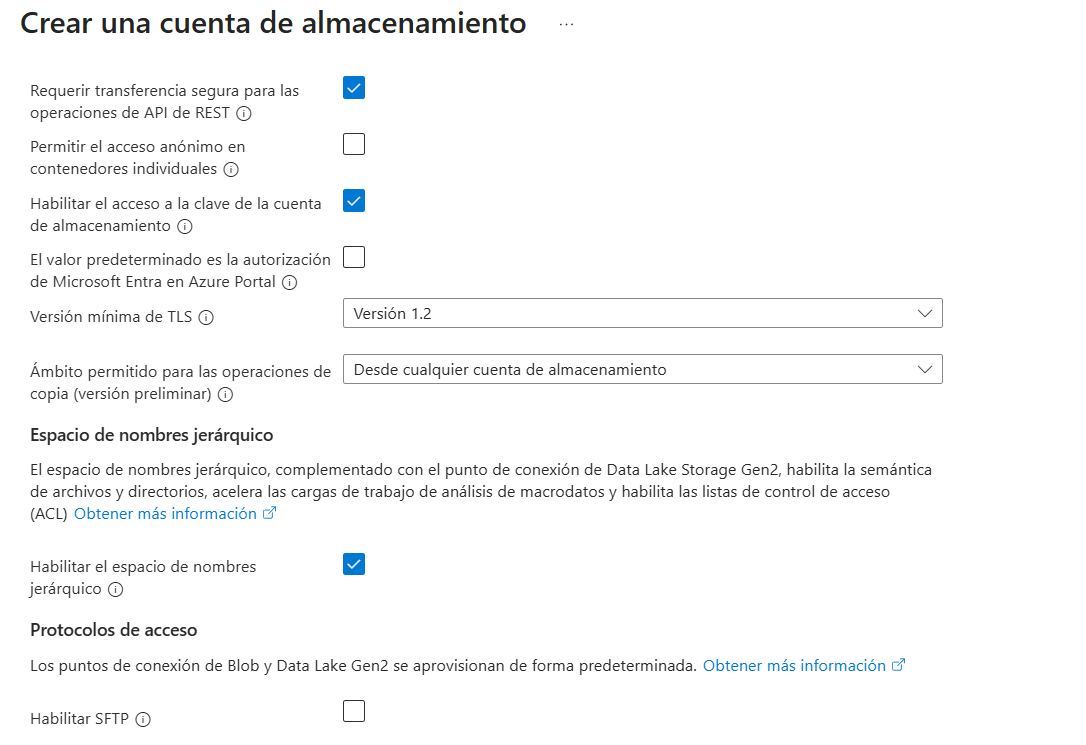 Crear una cuenta de almacenamiento ...
Requerir transferencia segura para las
operaciones de API de REST
Permitir el acceso anónimo en
contenedores individuales
Habilitar el acceso a la clave de la cuenta
de almacenamiento
El valor predeterminado es la autorización
de Microsoft Entra en Azure Portal
Versión mínima de TLS
Versión 1.2
Ámbito permitido para las operaciones de
copia (versión preliminar)
Desde cualquier cuenta de almacenamiento
Espacio de nombres jerárquico
El espacio de nombres jerárquico, complementado con el punto de conexión de Data Lake Storage Gen2, habilita la semántica
de archivos y directorios, acelera las cargas de trabajo de análisis de macrodatos y habilita las listas de control de acceso
(ACL) Obtener más información
Habilitar el espacio de nombres
jerárquico
Protocolos de acceso
Los puntos de conexión de Blob y Data Lake Gen2 se aprovisionan de forma predeterminada. Obtener más información
Habilitar SFTP